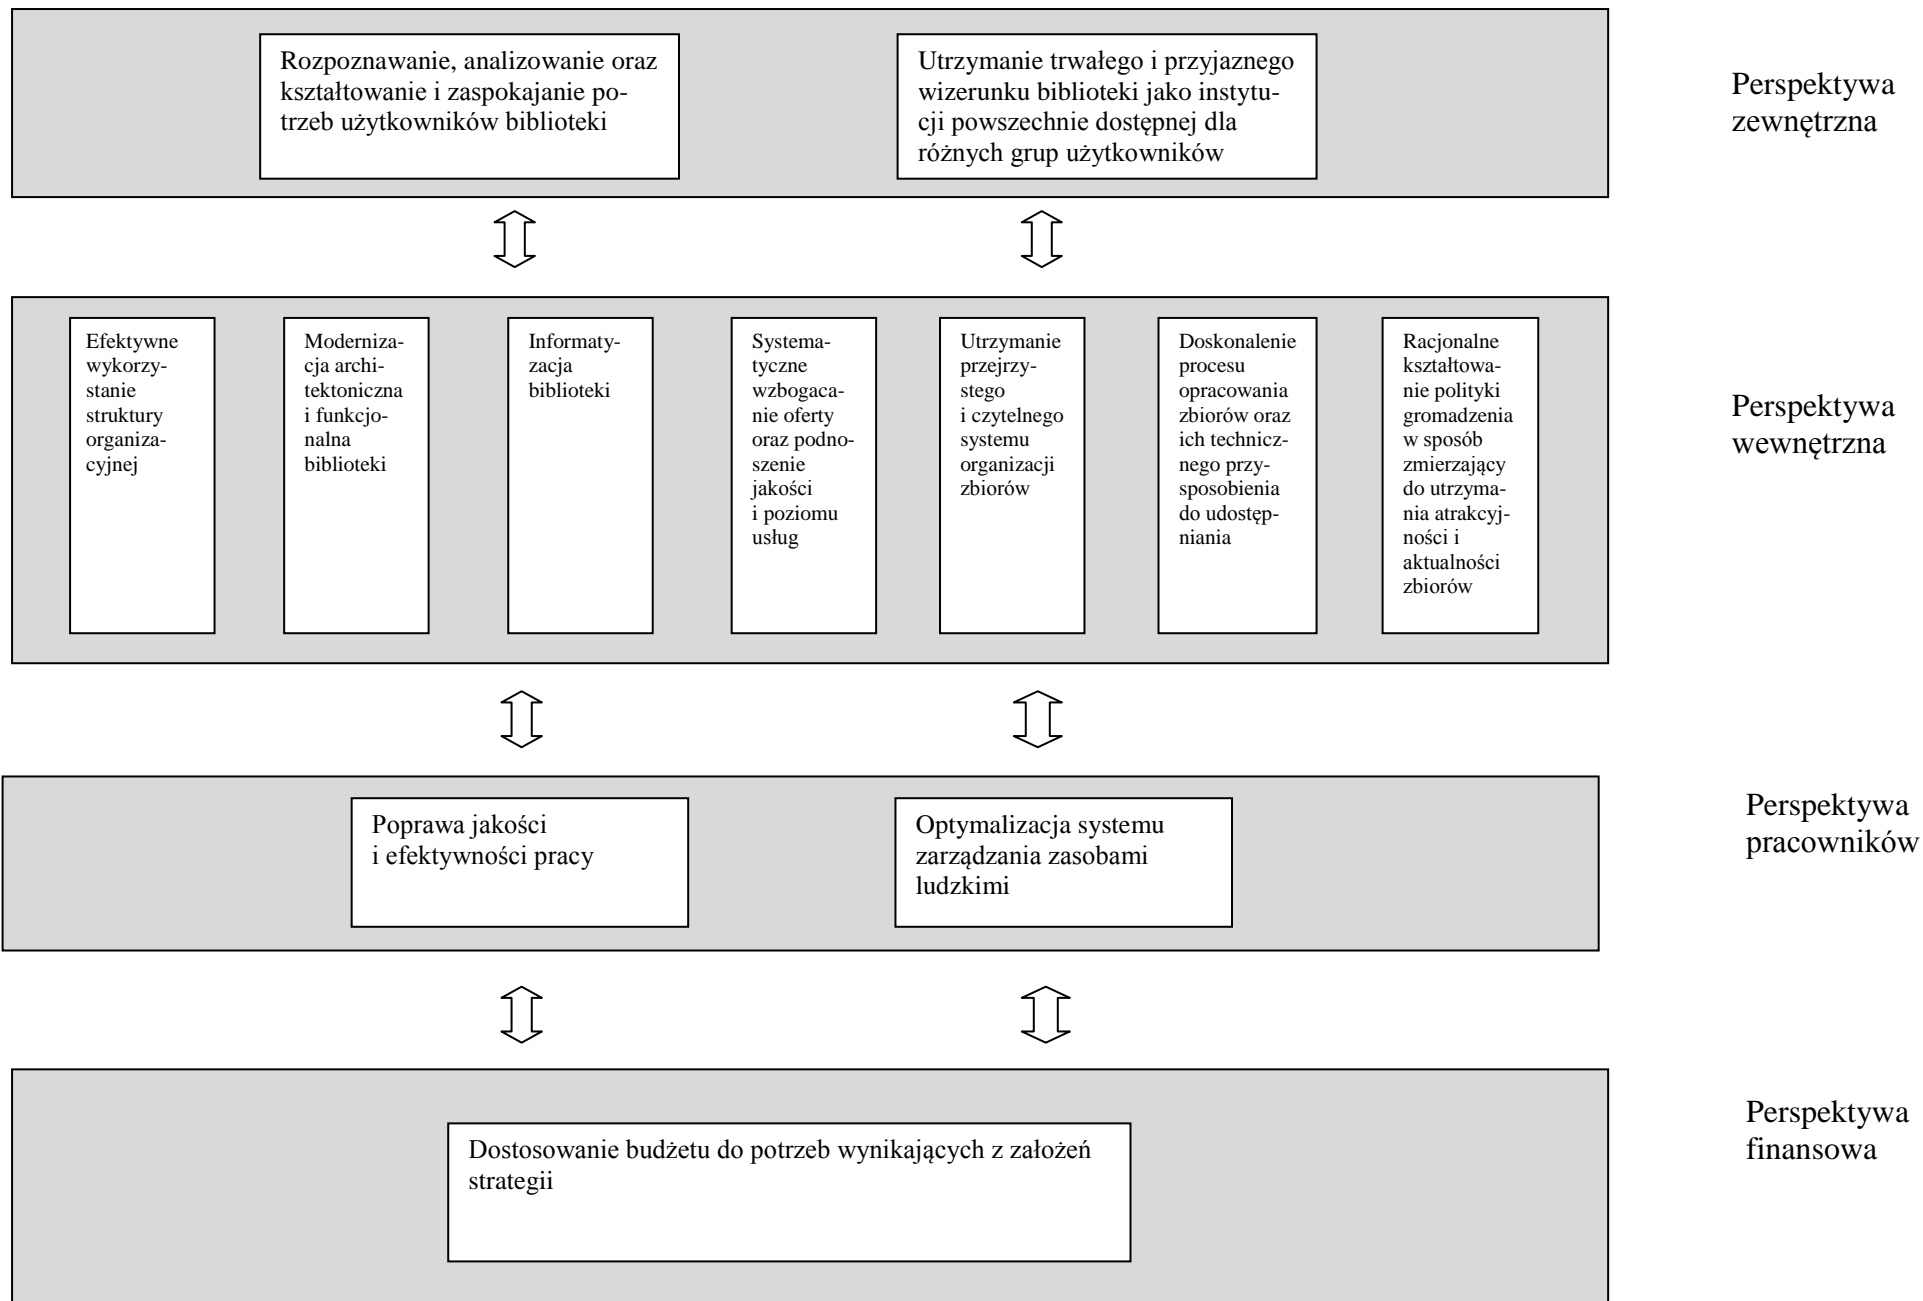 Rozpoznawanie, analizowanie oraz
kształtowanie i zaspokajanie po-
trzeb użytkowników biblioteki
Utrzymanie trwałego i przyjaznego
wizerunku biblioteki jako instytu-
cji powszechnie dostępnej dla
różnych grup użytkowników
Perspektywa
zewnętrzna
Efektywne
wykorzy-
stanie
struktury
organiza-
cyjnej
Moderniza-
cja archi-
tektoniczna
i funkcjo-
nalna
biblioteki
Informaty-
zacja
biblioteki
Systema-
tyczne
wzbogaca-
nie oferty
oraz podno-
szenie
jakości
i poziomu
usług
Utrzymanie
przejrzy-
stego
i czytelnego
systemu
organizacji
zbiorów
Doskonalenie
procesu
opracowania
zbiorów oraz
ich technicz-
nego przy-
sposobienia
do udostęp-
niania
Racjonalne
kształtowa-
nie polityki
gromadzenia
w sposób
zmierzający
do utrzyma-
nia atrakcyj-
ności i
aktualności
zbiorów
Perspektywa
wewnętrzna
Poprawa jakości
i efektywności pracy
Optymalizacja systemu
zarządzania zasobami
ludzkimi
Perspektywa
pracowników
Dostosowanie budżetu do potrzeb wynikających z założeń
strategii
Perspektywa
finansowa